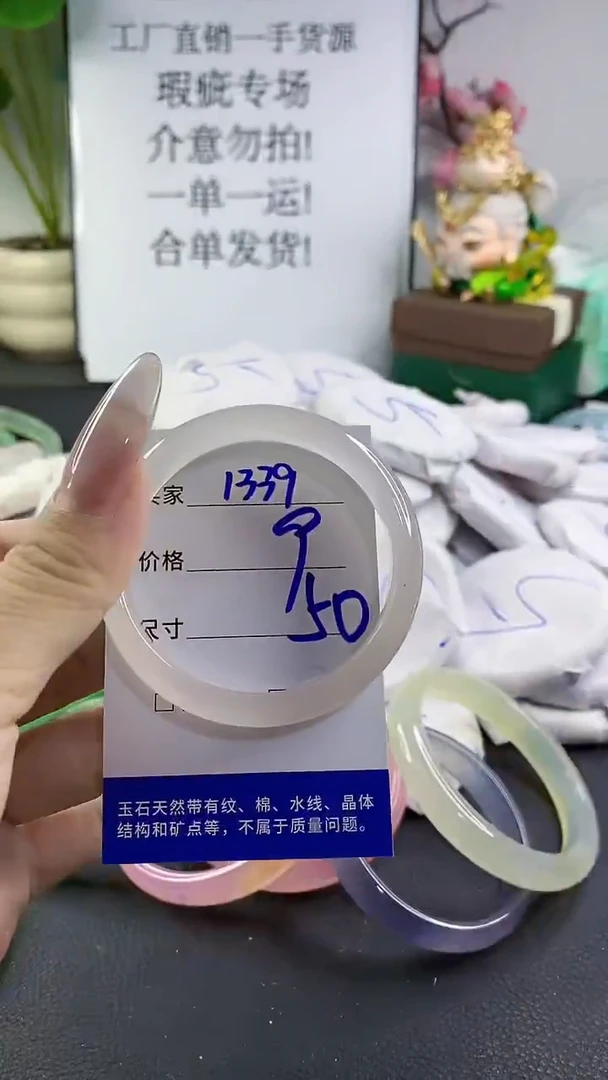 工厂直销一手货源
瑕疵专场
介意勿拍!
一单一运!
合单发货!
家 1339
价格 9
尺寸 50
玉石天然带有纹、棉、水线、晶体
结构和矿点等，不属于质量问题。